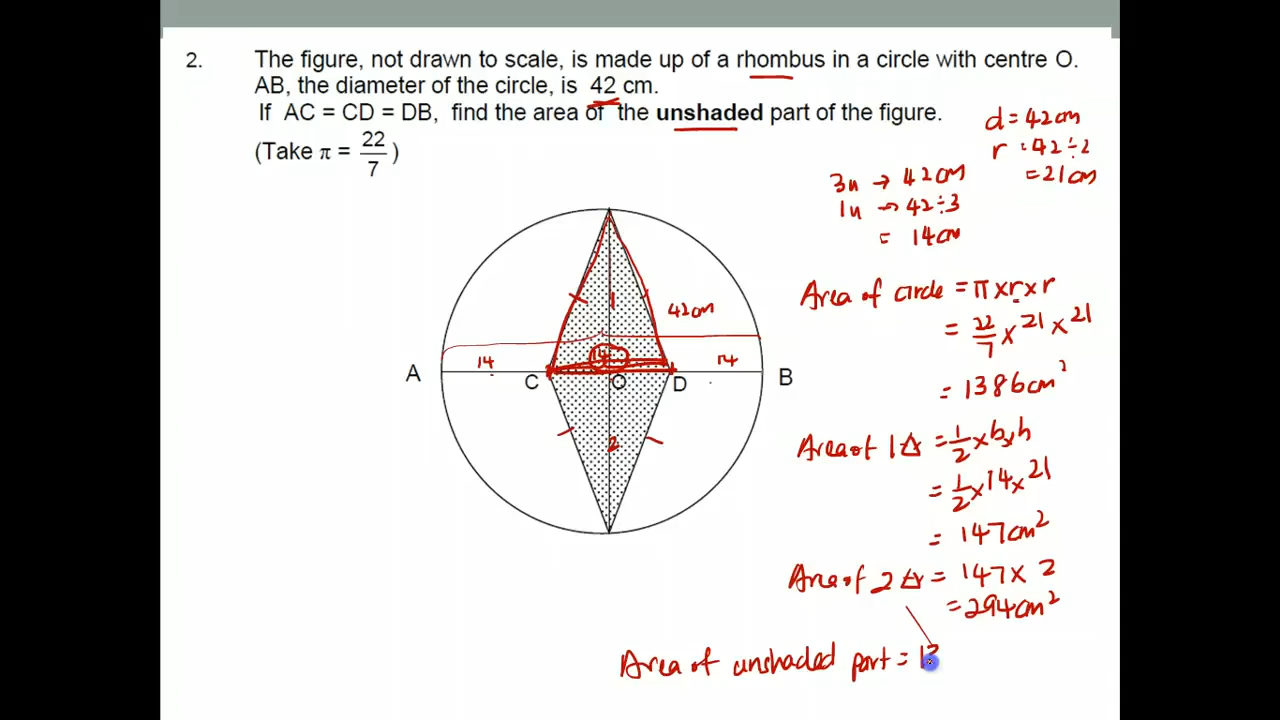 2. The figure, not drawn to scale, is made up of a rhombus in a circle with centre O.
AB, the diameter of the circle, is 42 cm.
If AC = CD = DB, find the area of the unshaded part of the figure.
(Take π = 22/7)
d = 42cm
r = 42÷2
= 21cm
3u → 42cm
1u → 42÷3
= 14cm
1
42cm
14
14
14
A
C
O
D
B
2
Area of circle = π x r x r
= 22/7 x 21 x 21
= 1386cm²
Area of 1 Δ = 1/2 x b x h
= 1/2 x 14 x 21
= 147cm²
Area of 2 Δ = 147 x 2
= 294cm²
Area of unshaded part = 13